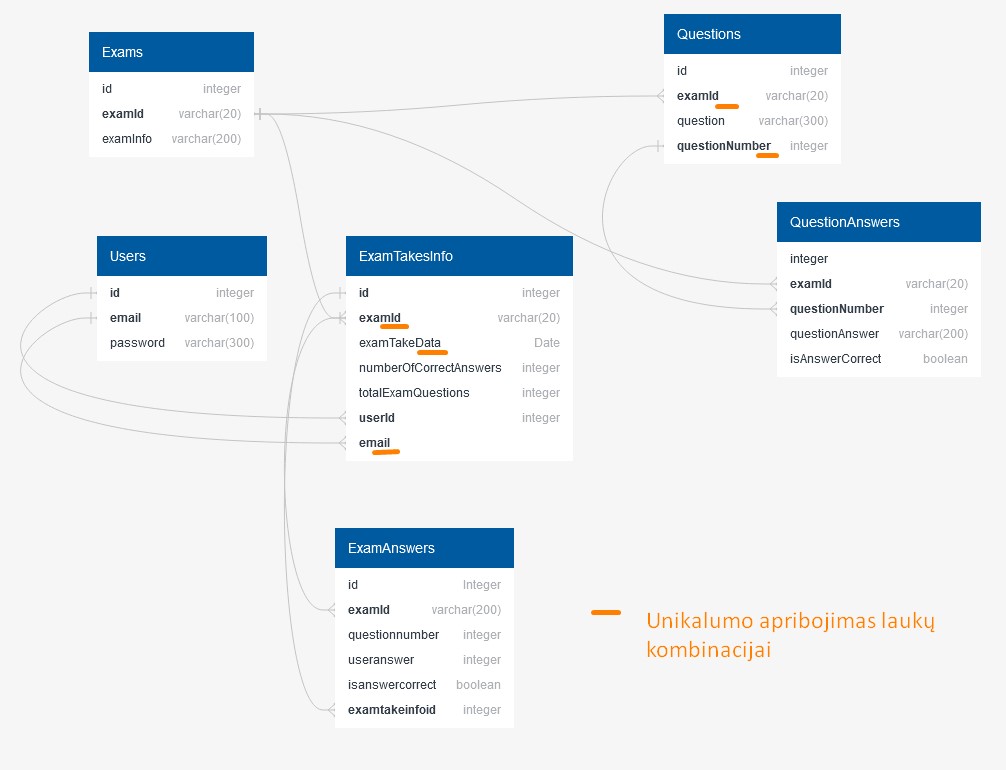 Exams
id integer
examId varchar(20)
examInfo varchar(200)
Questions
id integer
examId varchar(20)
question varchar(300)
questionNumber integer
QuestionAnswers
integer
examId varchar(20)
questionNumber integer
questionAnswer varchar(200)
isAnswerCorrect boolean
Users
id integer
email varchar(100)
password varchar(300)
ExamTakesInfo
id integer
examId varchar(20)
examTakeData Date
numberOfCorrectAnswers integer
totalExamQuestions integer
userId integer
email
ExamAnswers
id Integer
examId varchar(200)
questionnumber integer
useranswer integer
isanswercorrect boolean
examtakeinfoid integer
Unikalumo apribojimas laukų
kombinacijai